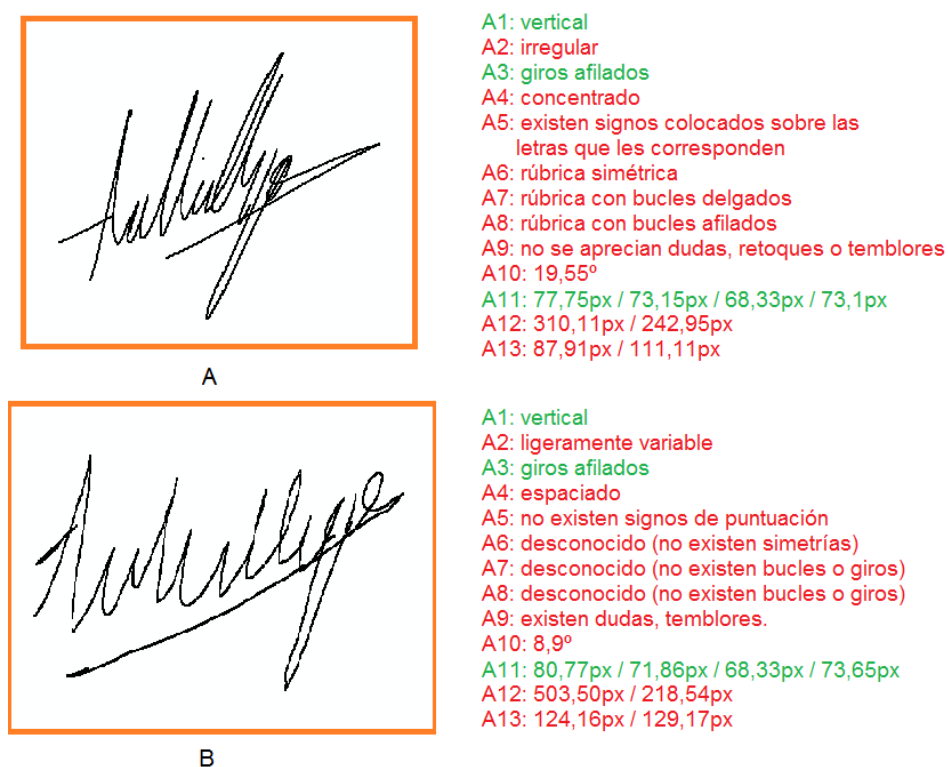 A1: vertical
A2: irregular
A3: giros afilados
A4: concentrado
A5: existen signos colocados sobre las
letras que les corresponden
A6: rúbrica simétrica
A7: rúbrica con bucles delgados
A8: rúbrica con bucles afilados
A9: no se aprecian dudas, retoques o temblores
A10: 19,55º
A11: 77,75px / 73,15px / 68,33px / 73,1px
A12: 310,11px / 242,95px
A13: 87,91px / 111,11px
A
A1: vertical
A2: ligeramente variable
A3: giros afilados
A4: espaciado
A5: no existen signos de puntuación
A6: desconocido (no existen simetrías)
A7: desconocido (no existen bucles o giros)
A8: desconocido (no existen bucles o giros)
A9: existen dudas, temblores.
A10: 8,9º
A11: 80,77px / 71,86px / 68,33px / 73,65px
A12: 503,50px / 218,54px
A13: 124,16px / 129,17px
B